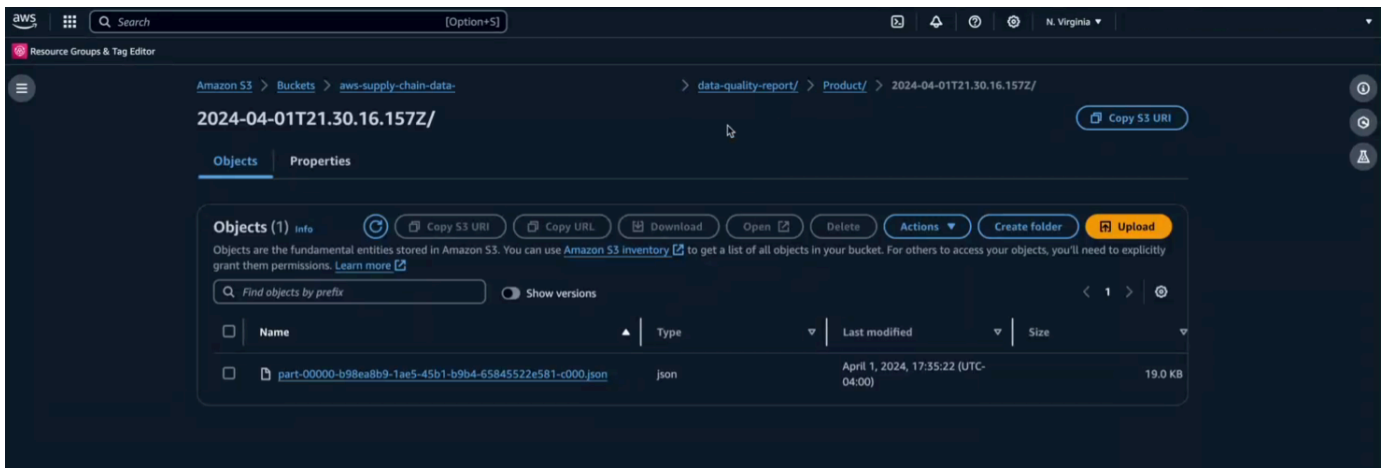 aws Search [Option+S] N. Virginia ▼
Resource Groups & Tag Editor
Amazon S3 > Buckets > aws-supply-chain-data- > data-quality-report/ > Product/ > 2024-04-01T21.30.16.157Z/
2024-04-01T21.30.16.157Z/ Copy S3 URI
Objects Properties
Objects (1) Info Copy S3 URI Copy URL Download Open Delete Actions ▼ Create folder Upload
Objects are the fundamental entities stored in Amazon S3. You can use Amazon S3 inventory to get a list of all objects in your bucket. For others to access your objects, you'll need to explicitly
grant them permissions. Learn more
Find objects by prefix Show versions < 1 >
Name Type Last modified Size
part-00000-b98ea8b9-1ae5-45b1-b9b4-65845522e581-c000.json json April 1, 2024, 17:35:22 (UTC-
04:00) 19.0 KB